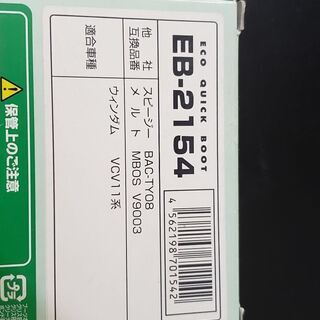 ECO QUICK BOOT
EB-2154
他社
互換品番
スピージー BAC-TY08
メルト MBOS V9003
適合車種
ウィンダム VCV11系
4 562198 701542
保管上のご注意
プラ